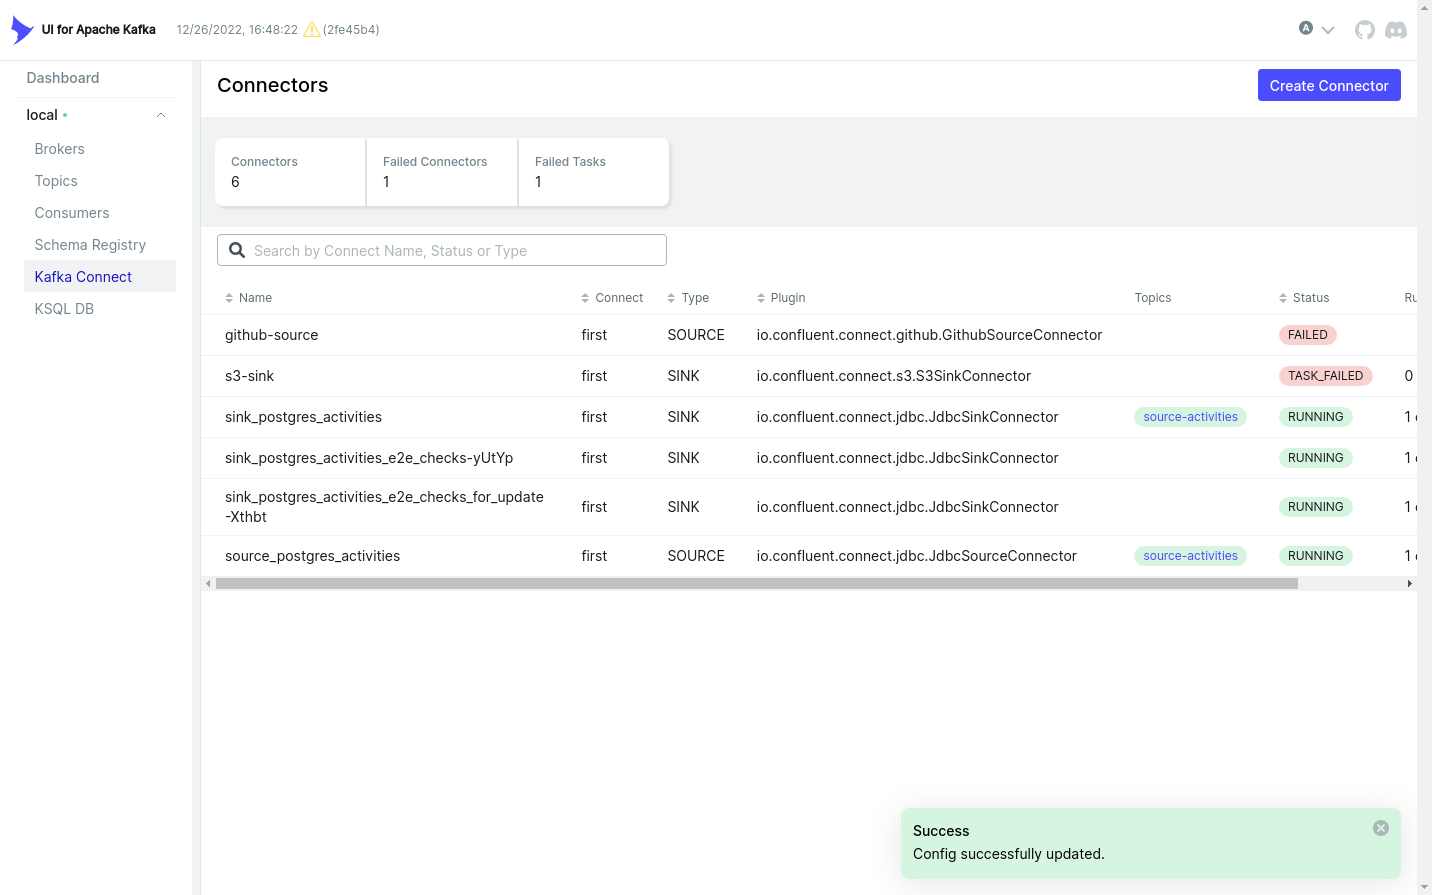 UI for Apache Kafka 12/26/2022, 16:48:22 (2fe45b4) A
Dashboard
local
Brokers
Topics
Consumers
Schema Registry
Kafka Connect
KSQL DB
Connectors
Create Connector
Connectors Failed Connectors Failed Tasks
6 1 1
Search by Connect Name, Status or Type
Name Connect Type Plugin Topics Status
github-source first SOURCE io.confluent.connect.github.GithubSourceConnector FAILED
s3-sink first SINK io.confluent.connect.s3.S3SinkConnector TASK_FAILED 0
sink_postgres_activities first SINK io.confluent.connect.jdbc.JdbcSinkConnector source-activities RUNNING 1
sink_postgres_activities_e2e_checks-yUtYp first SINK io.confluent.connect.jdbc.JdbcSinkConnector RUNNING 1
sink_postgres_activities_e2e_checks_for_update
-Xthbt first SINK io.confluent.connect.jdbc.JdbcSinkConnector RUNNING 1
source_postgres_activities first SOURCE io.confluent.connect.jdbc.JdbcSourceConnector source-activities RUNNING 1
Success
Config successfully updated.